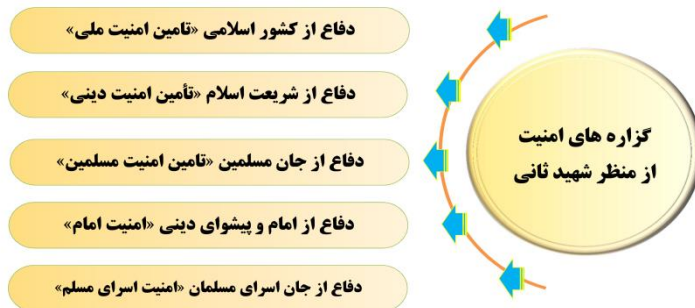 گزاره های امنیت
از منظر شهید ثانی
دفاع از کشور اسلامی «تامین امنیت ملی»
دفاع از شریعت اسلام «تأمین امنیت دینی»
دفاع از جان مسلمین «تامین امنیت مسلمین»
دفاع از امام و پیشوای دینی «امنیت امام»
دفاع از جان اسرای مسلمان «امنیت اسرای مسلم»